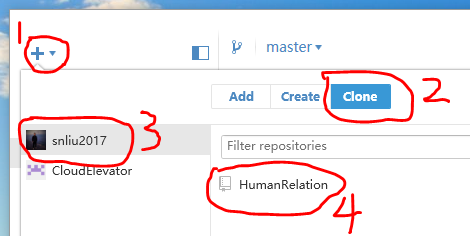 1
master
2
Add Create Clone
snliu2017
3
Filter repositories
CloudElevator
HumanRelation
4